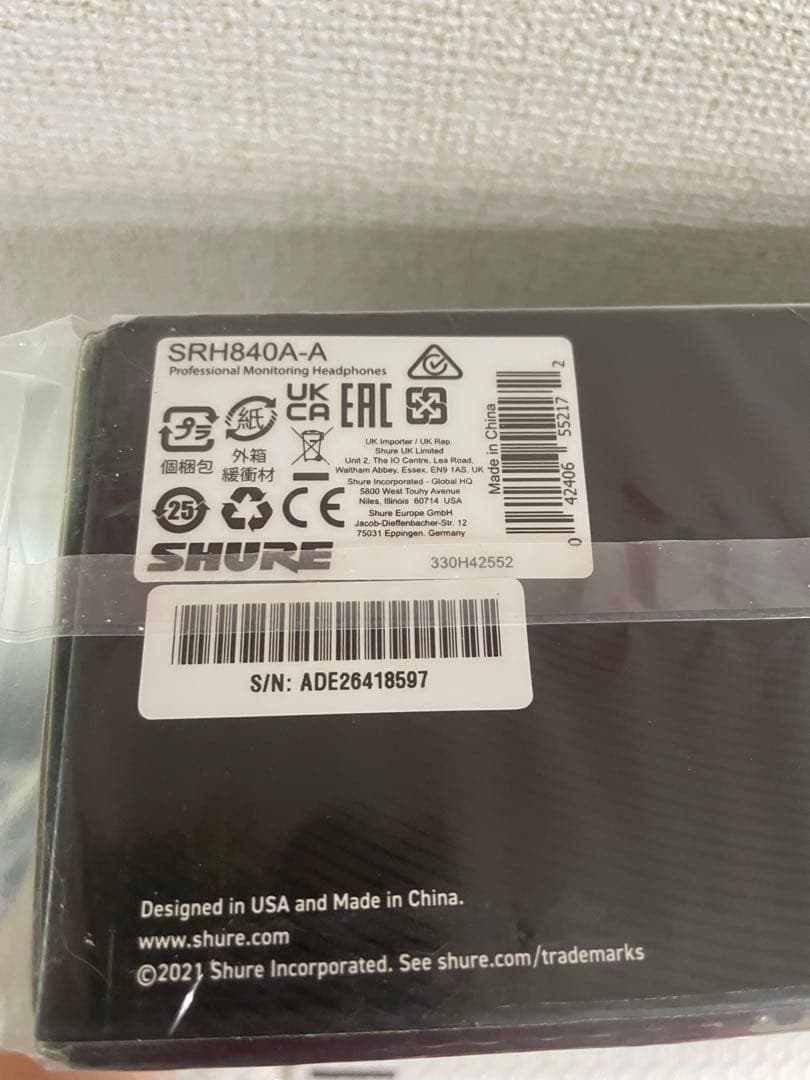 SRH840A-A
Professional Monitoring Headphones
プラ
個梱包
紙
外箱
緩衝材
UK
CA
EAC
UK Importer / UK Rep
Shure UK Limited
Unit 2, The IO Centre, Lea Road,
Waltham Abbey, Essex, EN9 1AS, UK
Shure Incorporated - Global HQ
5800 West Touhy Avenue
Niles, Illinois 60714 USA
Shure Europe GmbH
Jacob-Dieffenbacher-Str. 12
75031 Eppingen, Germany
25
CE
SHURE
330H42552
Made in China
0 42406 55217 2
S/N: ADE26418597
Designed in USA and Made in China.
www.shure.com
©2021 Shure Incorporated. See shure.com/trademarks